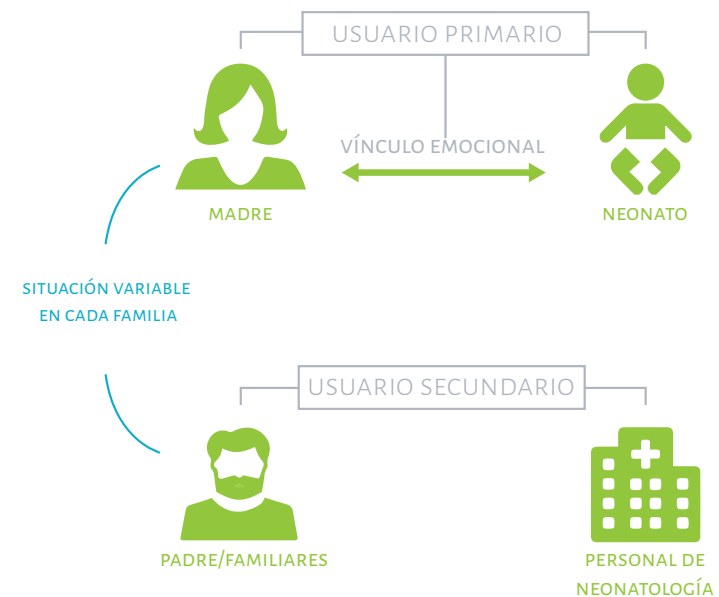 USUARIO PRIMARIO
VÍNCULO EMOCIONAL
MADRE
NEONATO
SITUACIÓN VARIABLE
EN CADA FAMILIA
USUARIO SECUNDARIO
PADRE/FAMILIARES
PERSONAL DE
NEONATOLOGÍA